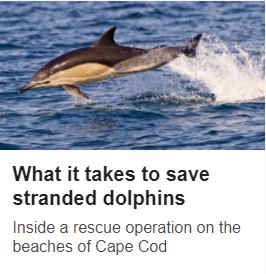 What it takes to save
stranded dolphins
Inside a rescue operation on the
beaches of Cape Cod